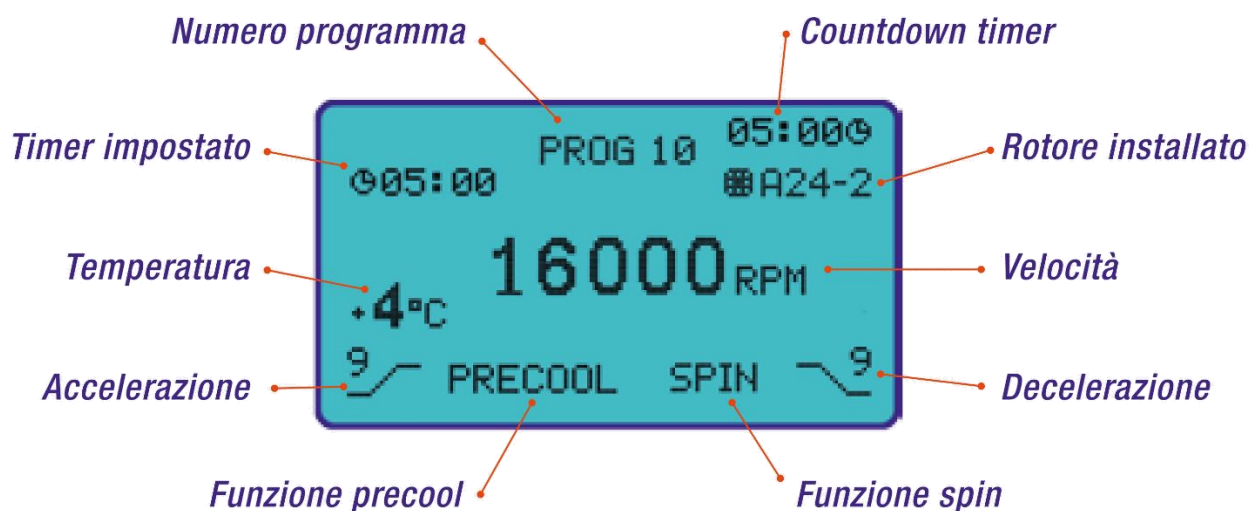 Numero programma
Countdown timer
Timer impostato
PROG 10
05:00
Rotore installato
05:00
A24-2
Temperatura
16000 RPM
Velocità
+4°C
Accelerazione
9
PRECOOL
SPIN
9
Decelerazione
Funzione precool
Funzione spin